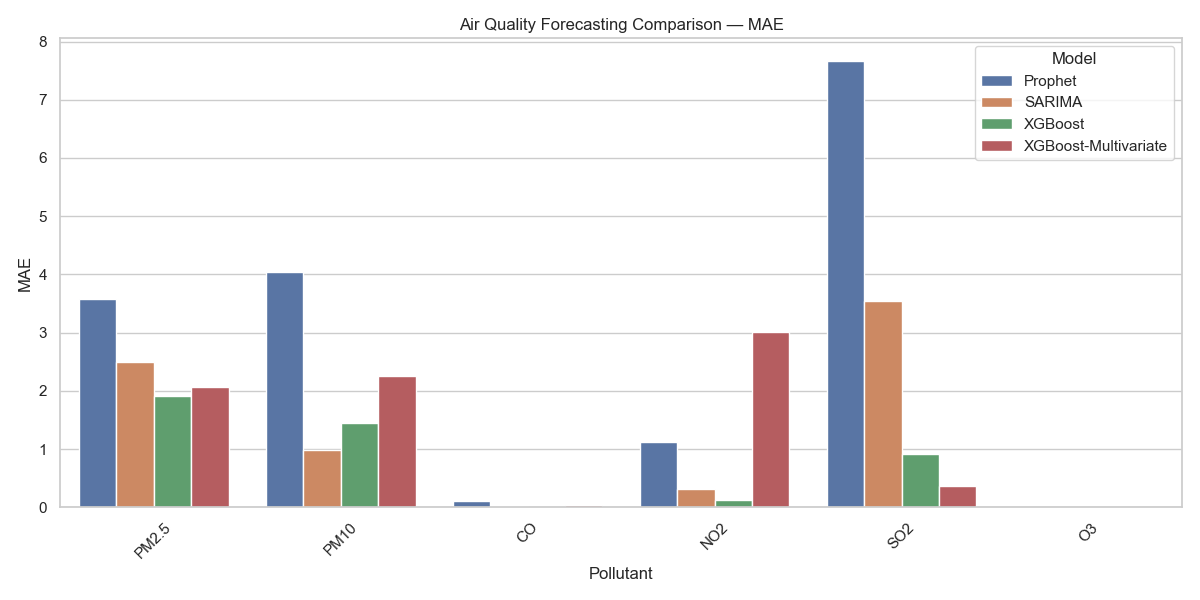 Air Quality Forecasting Comparison — MAE
Model
Prophet
SARIMA
XGBoost
XGBoost-Multivariate
MAE
8
7
6
5
4
3
2
1
0
PM2.5
PM10
CO
NO2
SO2
O3
Pollutant